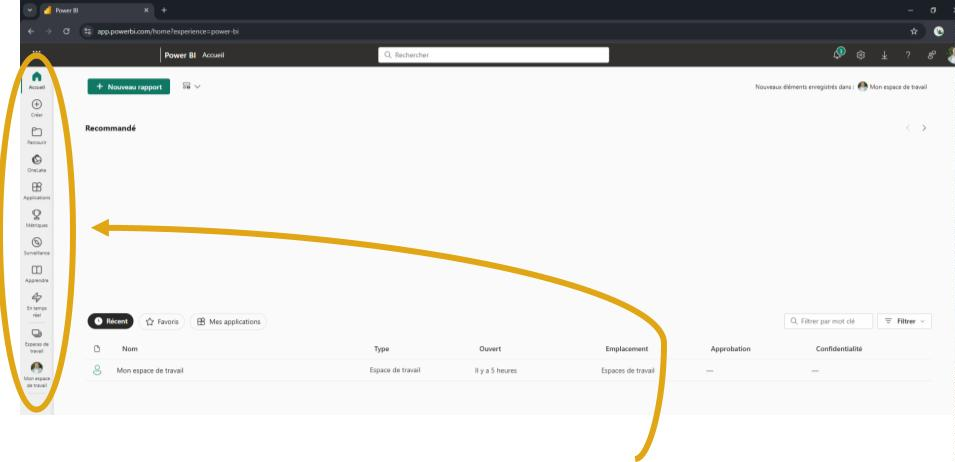 Power BI
app.powerbi.com/home?experience=power-bi
Power BI Accueil
Rechercher
Accueil
Créer
Parcourir
OneLake
Applications
Métriques
Surveillance
Apprendre
En temps
réel
Espaces de
travail
Mon espace
de travail
+ Nouveau rapport
Nouveaux éléments enregistrés dans : Mon espace de travail
Recommandé
Récent Favoris Mes applications
Filtrer par mot clé Filtrer
Nom Type Ouvert Emplacement Approbation Confidentialité
Mon espace de travail Espace de travail Il y a 5 heures Espaces de travail — —